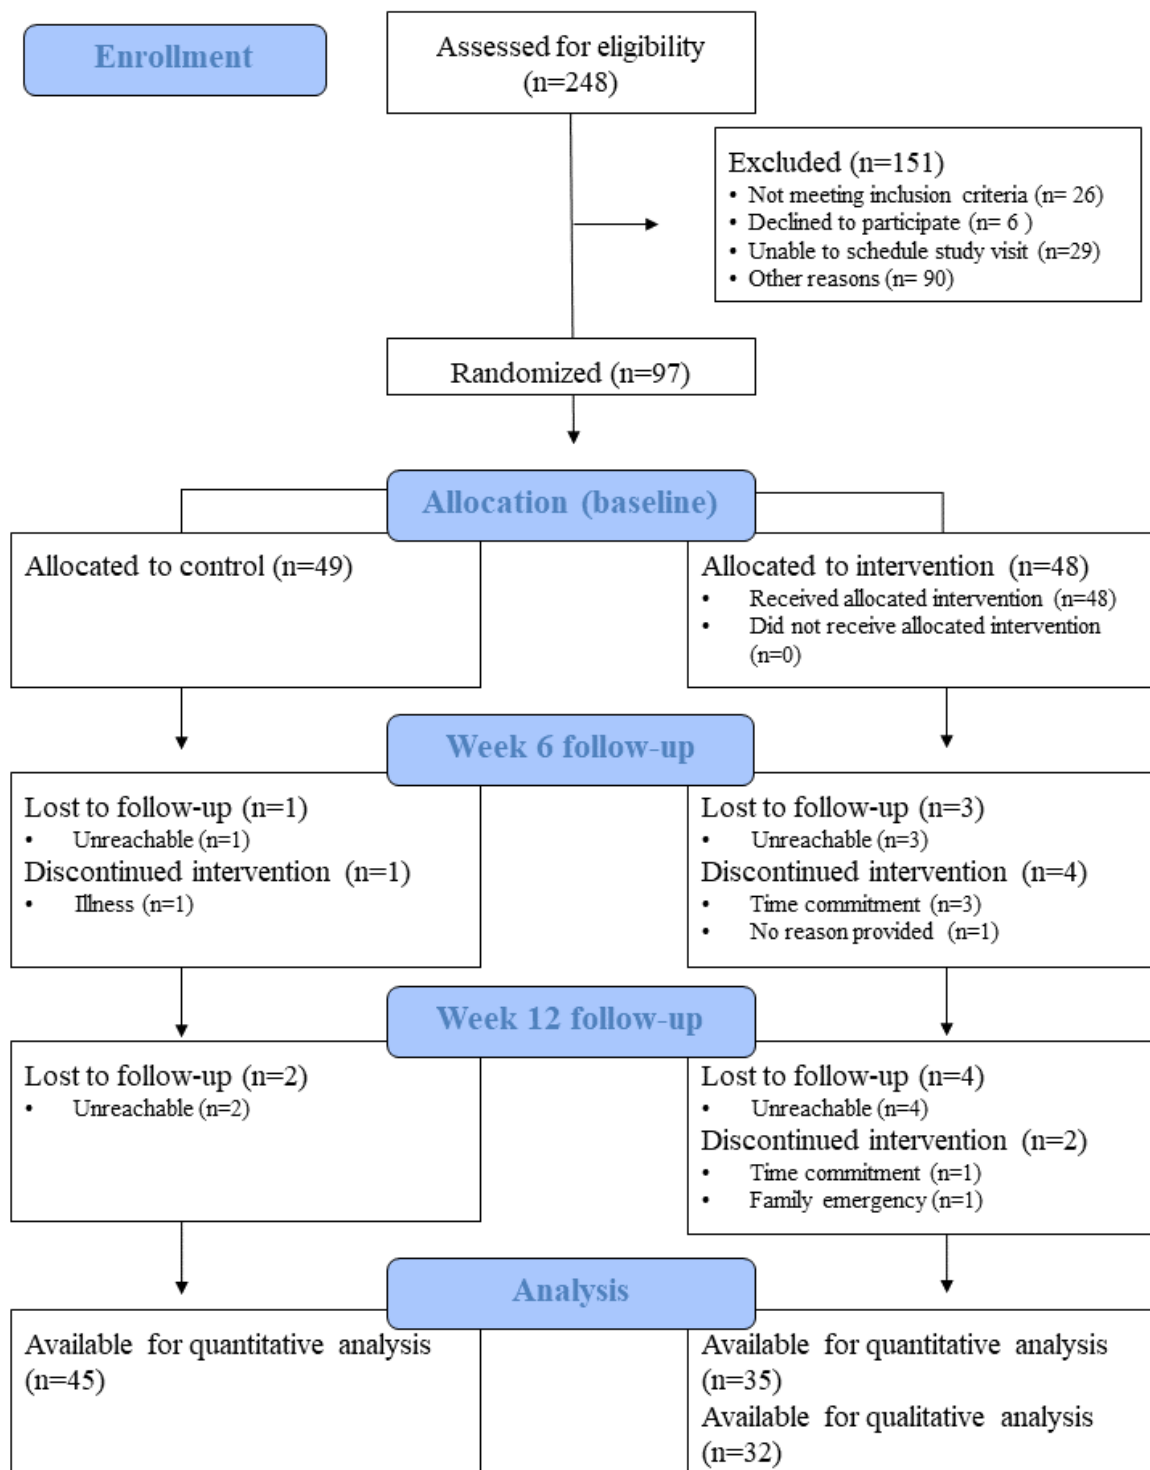 Enrollment
Assessed for eligibility
(n=248)
Excluded (n=151)
• Not meeting inclusion criteria (n= 26)
• Declined to participate (n= 6 )
• Unable to schedule study visit (n=29)
• Other reasons (n= 90)
Randomized (n=97)
Allocation (baseline)
Allocated to control (n=49)
Allocated to intervention (n=48)
• Received allocated intervention (n=48)
• Did not receive allocated intervention
(n=0)
Week 6 follow-up
Lost to follow-up (n=1)
• Unreachable (n=1)
Discontinued intervention (n=1)
• Illness (n=1)
Lost to follow-up (n=3)
• Unreachable (n=3)
Discontinued intervention (n=4)
• Time commitment (n=3)
• No reason provided (n=1)
Week 12 follow-up
Lost to follow-up (n=2)
• Unreachable (n=2)
Lost to follow-up (n=4)
• Unreachable (n=4)
Discontinued intervention (n=2)
• Time commitment (n=1)
• Family emergency (n=1)
Analysis
Available for quantitative analysis
(n=45)
Available for quantitative analysis
(n=35)
Available for qualitative analysis
(n=32)